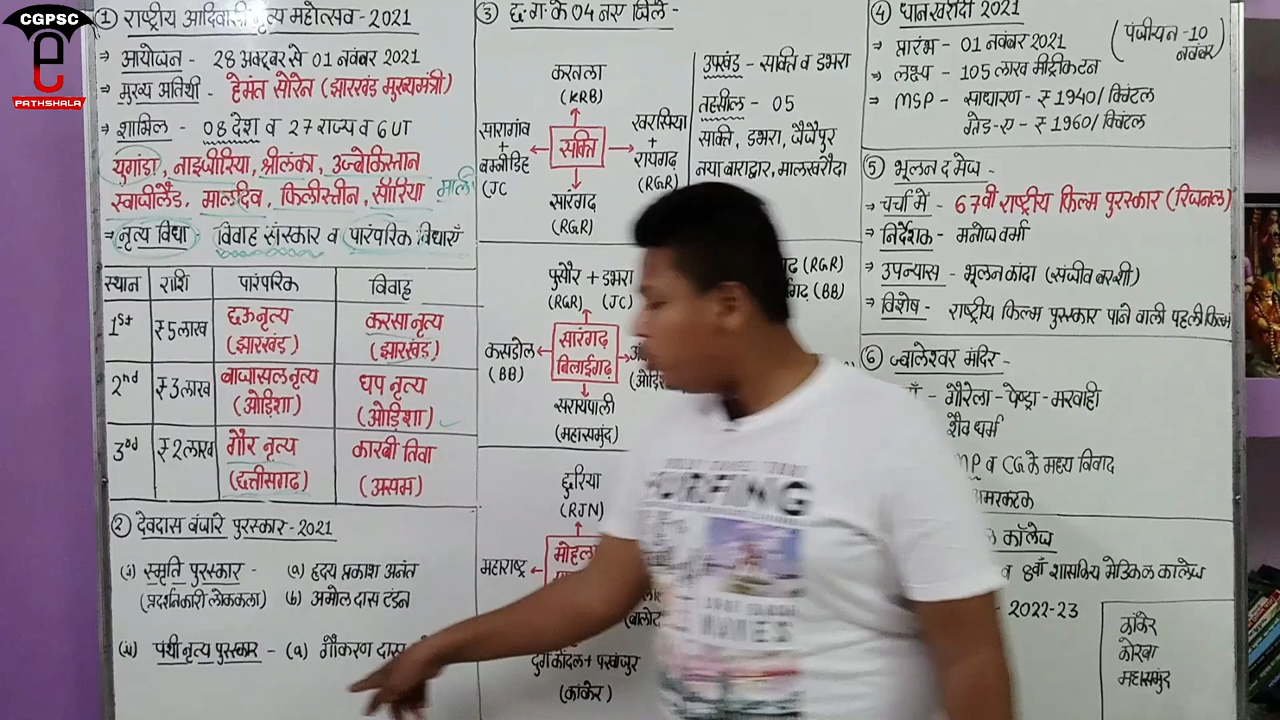 CGPSC
e
PATHSHALA
① राष्ट्रीय आदिवासी नृत्य महोत्सव - 2021
→ आयोजन - 28 अक्टूबर से 01 नवंबर 2021
→ मुख्य अतिथी - हेमंत सोरेन (झारखंड मुख्यमंत्री)
→ शामिल - 08 देश व 27 राज्य व 6 UT
युगांडा, नाइजीरिया, श्रीलंका, उज्बेकिस्तान
स्वाजीलैंड, मालदिव, फिलीस्तीन, सीरिया माली
→ नृत्य विधा विवाह संस्कार व पारंपरिक विधाएँ
स्थान राशि पारंपरिक विवाह
1st ₹ 5 लाख छऊ नृत्य (झारखंड) करसा नृत्य (झारखंड)
2nd ₹ 3 लाख बाजासल नृत्य (ओड़िशा) धप नृत्य (ओड़िशा)
3rd ₹ 2 लाख गौर नृत्य (छत्तीसगढ़) कारबी तिवा (असम)
② देवदास बंजारे पुरस्कार - 2021
(i) स्मृति पुरस्कार - (a) हृदय प्रकाश अनंत
(प्रदर्शनकारी लोककला) (b) अमोल दास टंडन
(ii) पंथी नृत्य पुरस्कार - (a) गौकरण दास
③ छ.ग. के 04 नए जिले -
करतला
(KRB)
सारागांव
+
बम्नीडिह
(JC
सक्ति
खरसिया
+
रायगढ़
(RGR)
सारंगढ़
(RGR)
उपखंड - सक्ति व डभरा
तहसील - 05
सक्ति, डभरा, जैजैपुर
नया बाराद्वार, मालखरौदा
पुसौर + डभरा
(RGR) (JC)
(RGR)
(BB)
कसडोल
(BB)
सारंगढ़
बिलाईगढ़
सरायपाली
(महासमुंद)
छुरिया
(RJN)
महाराष्ट्र
मोहला
दुर्गकोंदल + पखांजुर
(कांकेर)
④ धान खरीदी 2021
→ प्रारंभ - 01 नवंबर 2021
(पंजीयन - 10 नवंबर)
→ लक्ष्य - 105 लाख मीट्रीकटन
→ MSP - साधारण - ₹ 1940/ क्विंटल
ग्रेड-ए - ₹ 1960/ क्विंटल
⑤ भूलन द मेज -
→ चर्चा में - 67वी राष्ट्रीय फिल्म पुरस्कार (रिजनल)
→ निर्देशक - मनोज वर्मा
→ उपन्यास - भूलन कांदा (संजीव बख्शी)
→ विशेष - राष्ट्रीय फिल्म पुरस्कार पाने वाली पहली फिल्म
⑥ ज्वालेश्वर मंदिर -
- गौरेला - पेण्ड्रा - मरवाही
शैव धर्म
MP व CG के मध्य विवाद
अमरकंटक
कॉलेज
व 8वाँ शासकीय मेडिकल कालेज
- 2022-23
काँकेर
कोरबा
महासमुंद